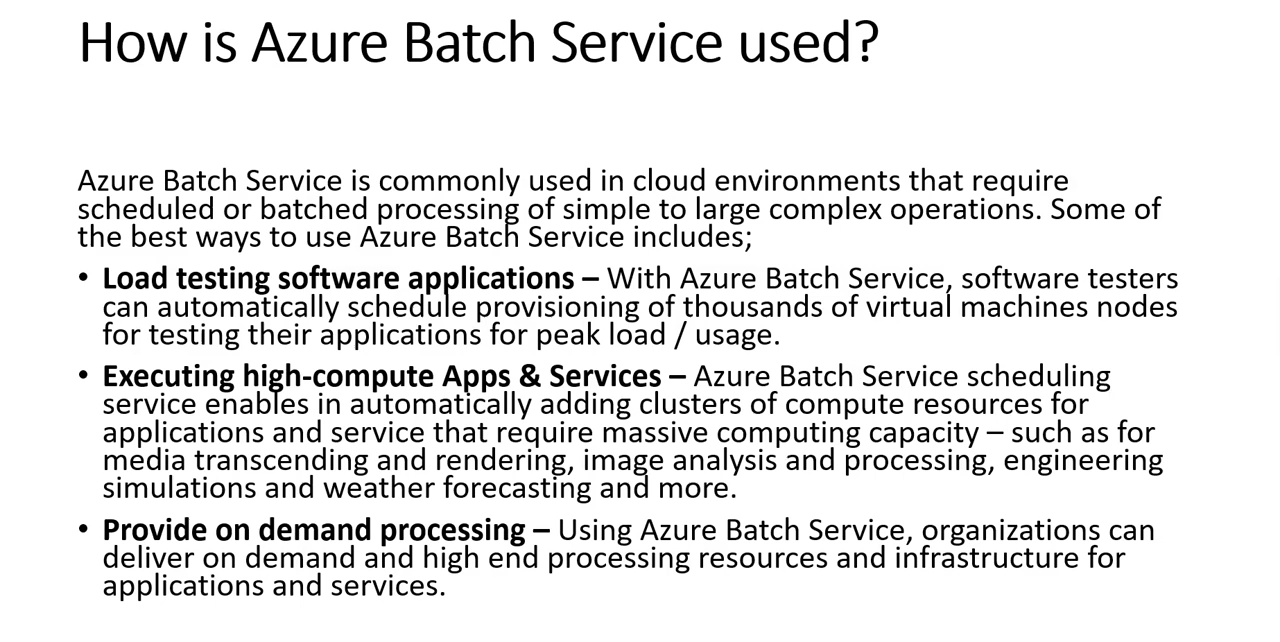 How is Azure Batch Service used?
Azure Batch Service is commonly used in cloud environments that require
scheduled or batched processing of simple to large complex operations. Some of
the best ways to use Azure Batch Service includes;
• Load testing software applications – With Azure Batch Service, software testers
can automatically schedule provisioning of thousands of virtual machines nodes
for testing their applications for peak load / usage.
• Executing high-compute Apps & Services – Azure Batch Service scheduling
service enables in automatically adding clusters of compute resources for
applications and service that require massive computing capacity – such as for
media transcending and rendering, image analysis and processing, engineering
simulations and weather forecasting and more.
• Provide on demand processing – Using Azure Batch Service, organizations can
deliver on demand and high end processing resources and infrastructure for
applications and services.